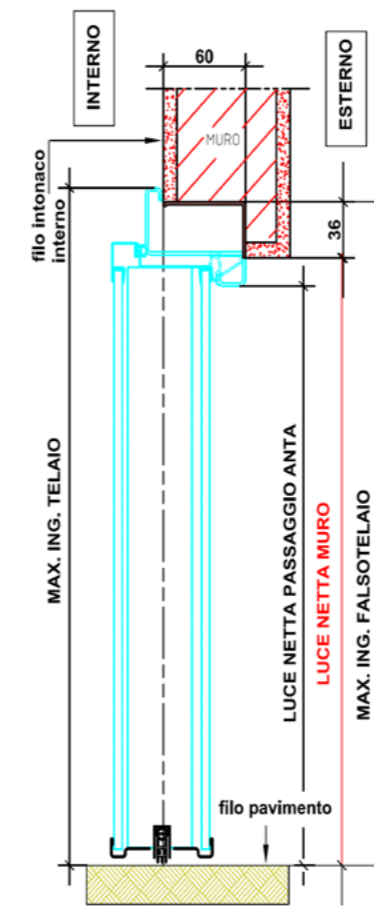 60
INTERNO
ESTERNO
MURO
filo intonaco
interno
36
MAX. ING. TELAIO
LUCE NETTA PASSAGGIO ANTA
LUCE NETTA MURO
MAX. ING. FALSOTELAIO
filo pavimento